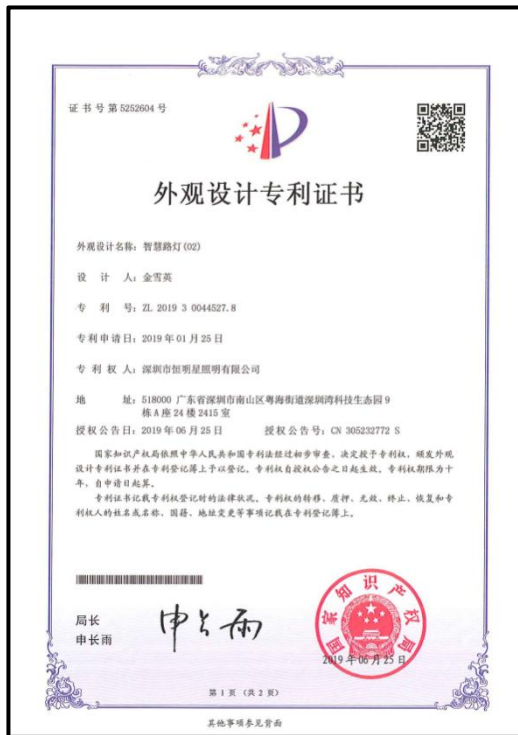 证书号第5252604号
外观设计专利证书
外观设计名称：智慧路灯(02)
设计人：金雪英
专利号：ZL 2019 3 0044527.8
专利申请日：2019年01月25日
专利权人：深圳市恒明星照明有限公司
地址：518000 广东省深圳市南山区粤海街道深圳湾科技生态园9
栋A座24楼2415室
授权公告日：2019年06月25日 授权公告号：CN 305232772 S
国家知识产权局依照中华人民共和国专利法经过初步审查，决定授予专利权，颁发外观
设计专利证书并在专利登记簿上予以登记。专利权自授权公告之日起生效。专利权期限为十
年，自申请日起算。
专利证书记载专利权登记时的法律状况。专利权的转移、质押、无效、终止、恢复和专
利权人的姓名或名称、国籍、地址变更等事项记载在专利登记簿上。
局长
申长雨
申长雨
国家知识产权局
2019年06月25日
第1页（共2页）
其他事项参见背面